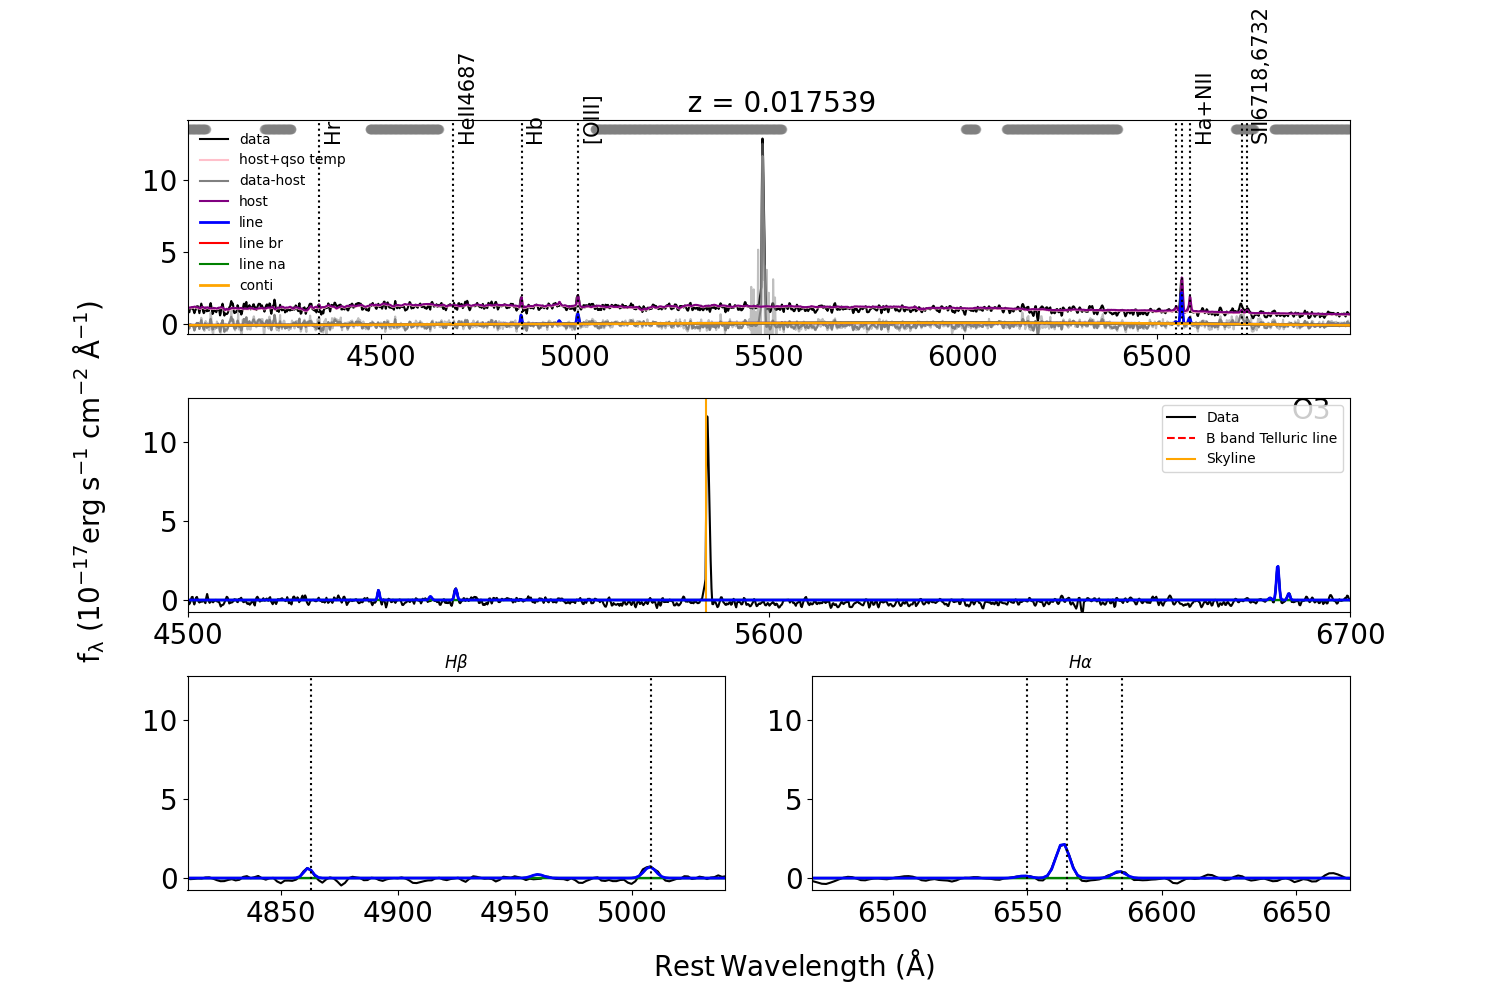 z = 0.017539
Hr
HeII4687
Hb
[OIII]
Ha+NII
SII6718,6732
data
host+qso temp
data-host
host
line
line br
line na
conti
10
5
0
4500
5000
5500
6000
6500
O3
Data
B band Telluric line
Skyline
10
5
0
4500
5600
6700
fλ (10⁻¹⁷erg s⁻¹ cm⁻² Å⁻¹)
Hβ
10
5
0
4850
4900
4950
5000
Hα
10
5
0
6500
6550
6600
6650
Rest Wavelength (Å)